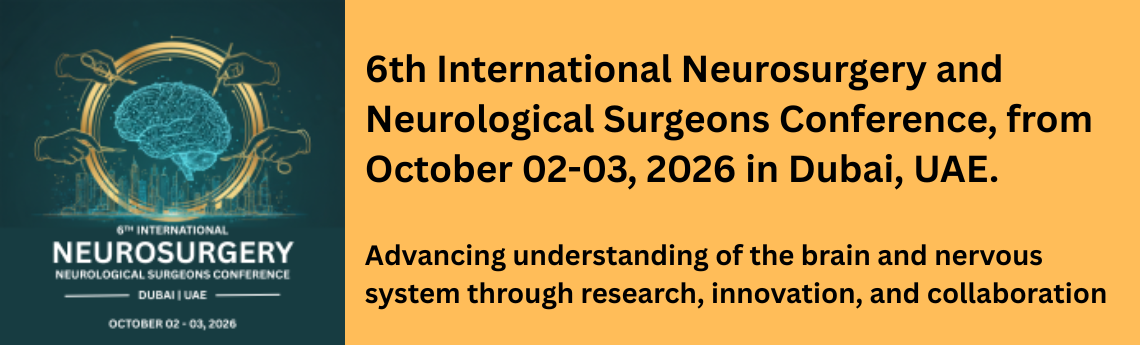 6TH INTERNATIONAL
NEUROSURGERY
NEUROLOGICAL SURGEONS CONFERENCE
DUBAI | UAE
OCTOBER 02 - 03, 2026
6th International Neurosurgery and
Neurological Surgeons Conference, from
October 02-03, 2026 in Dubai, UAE.
Advancing understanding of the brain and nervous
system through research, innovation, and collaboration